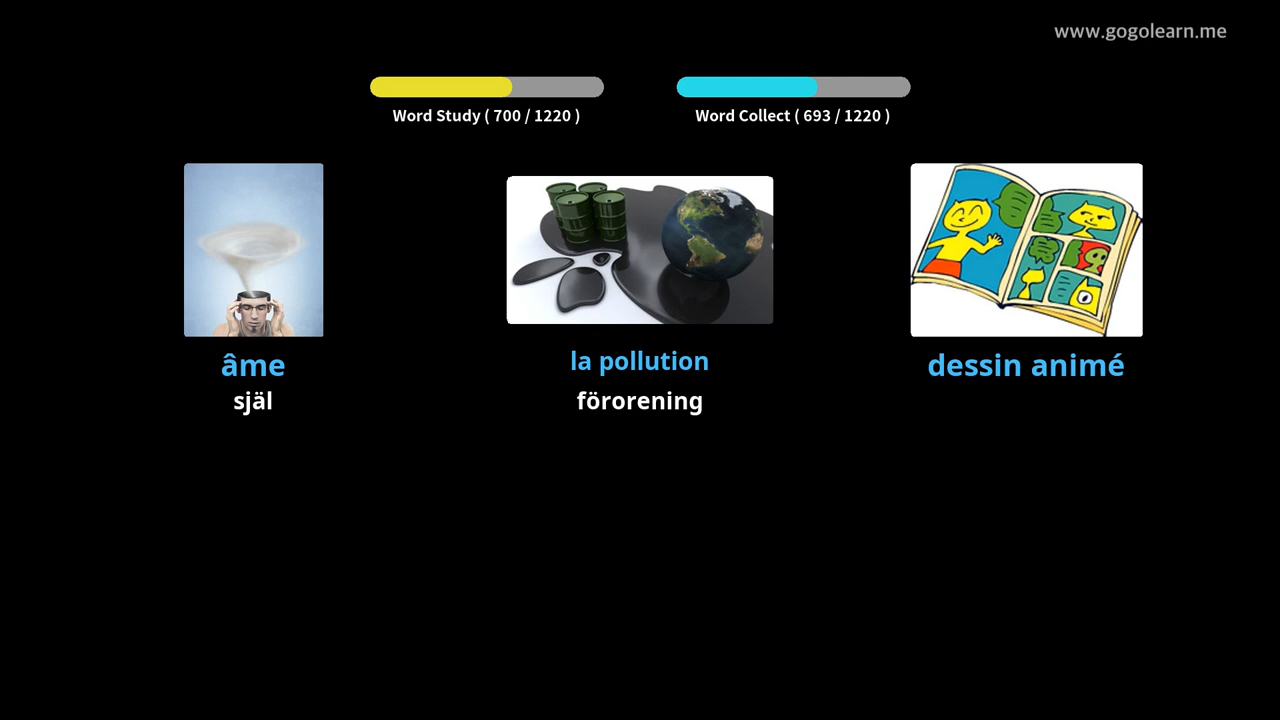 www.gogolearn.me
Word Study ( 700 / 1220 )
Word Collect ( 693 / 1220 )
âme
själ
la pollution
förorening
dessin animé